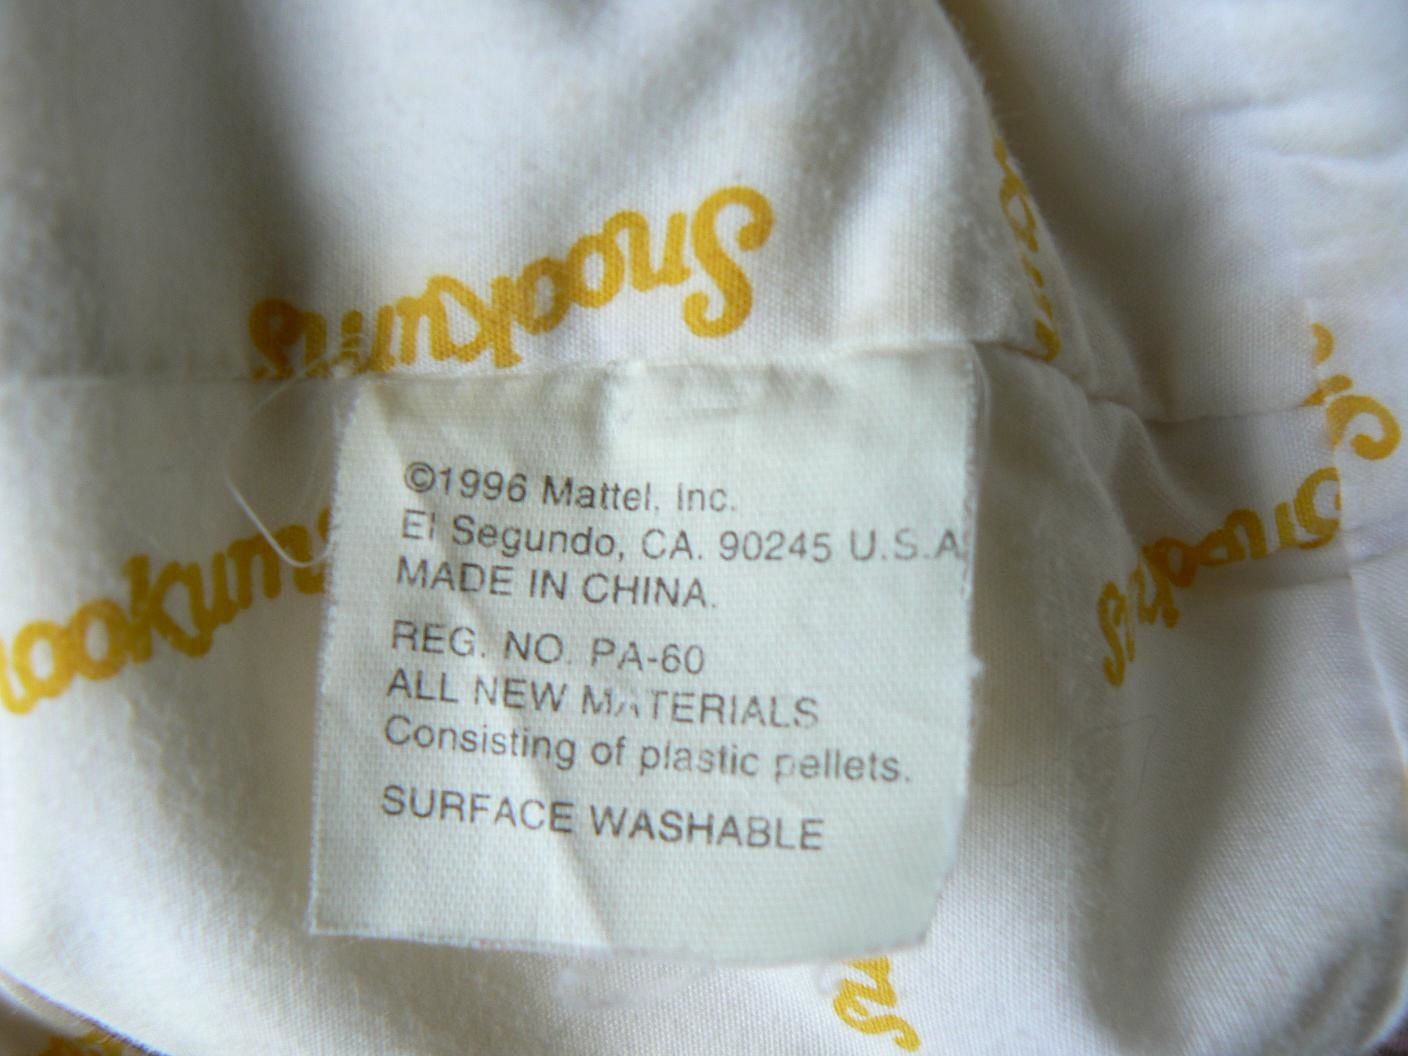 Snookums
©1996 Mattel, Inc.
El Segundo, CA. 90245 U.S.A
MADE IN CHINA.
REG. NO. PA-60
ALL NEW MATERIALS
Consisting of plastic pellets.
SURFACE WASHABLE
ookums
Snookums